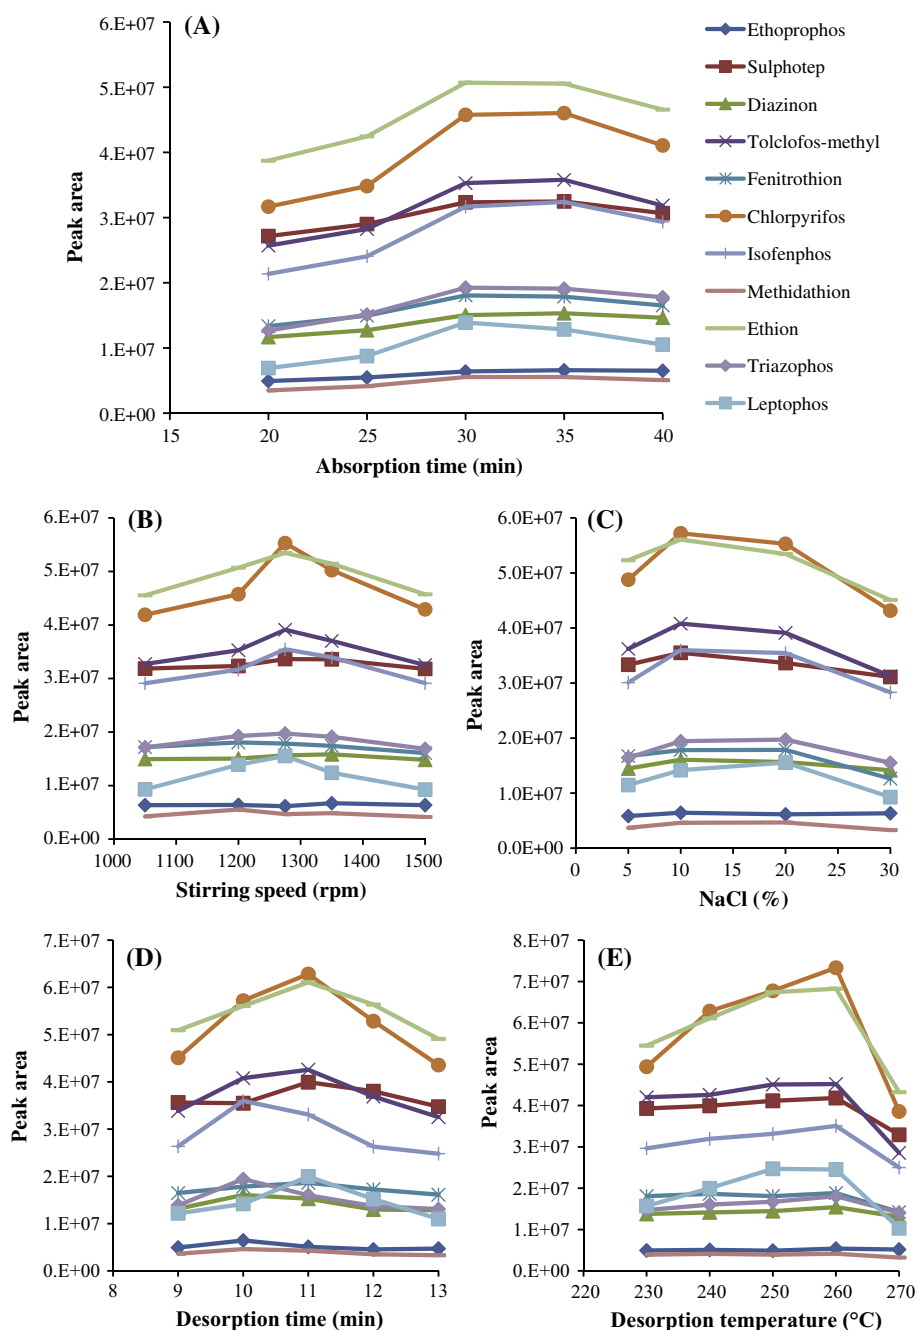 (A)
6.E+07
5.E+07
4.E+07
3.E+07
2.E+07
1.E+07
0.E+00
Peak area
15 20 25 30 35 40
Absorption time (min)
Ethoprophos
Sulphotep
Diazinon
Tolclofos-methyl
Fenitrothion
Chlorpyrifos
Isofenphos
Methidathion
Ethion
Triazophos
Leptophos
(B)
6.E+07
5.E+07
4.E+07
3.E+07
2.E+07
1.E+07
0.E+00
Peak area
1000 1100 1200 1300 1400 1500
Stirring speed (rpm)
(C)
6.0E+07
5.0E+07
4.0E+07
3.0E+07
2.0E+07
1.0E+07
0.0E+00
Peak area
0 5 10 15 20 25 30
NaCl (%)
(D)
7.E+07
6.E+07
5.E+07
4.E+07
3.E+07
2.E+07
1.E+07
0.E+00
Peak area
8 9 10 11 12 13
Desorption time (min)
(E)
8.E+07
7.E+07
6.E+07
5.E+07
4.E+07
3.E+07
2.E+07
1.E+07
0.E+00
Peak area
220 230 240 250 260 270
Desorption temperature (°C)